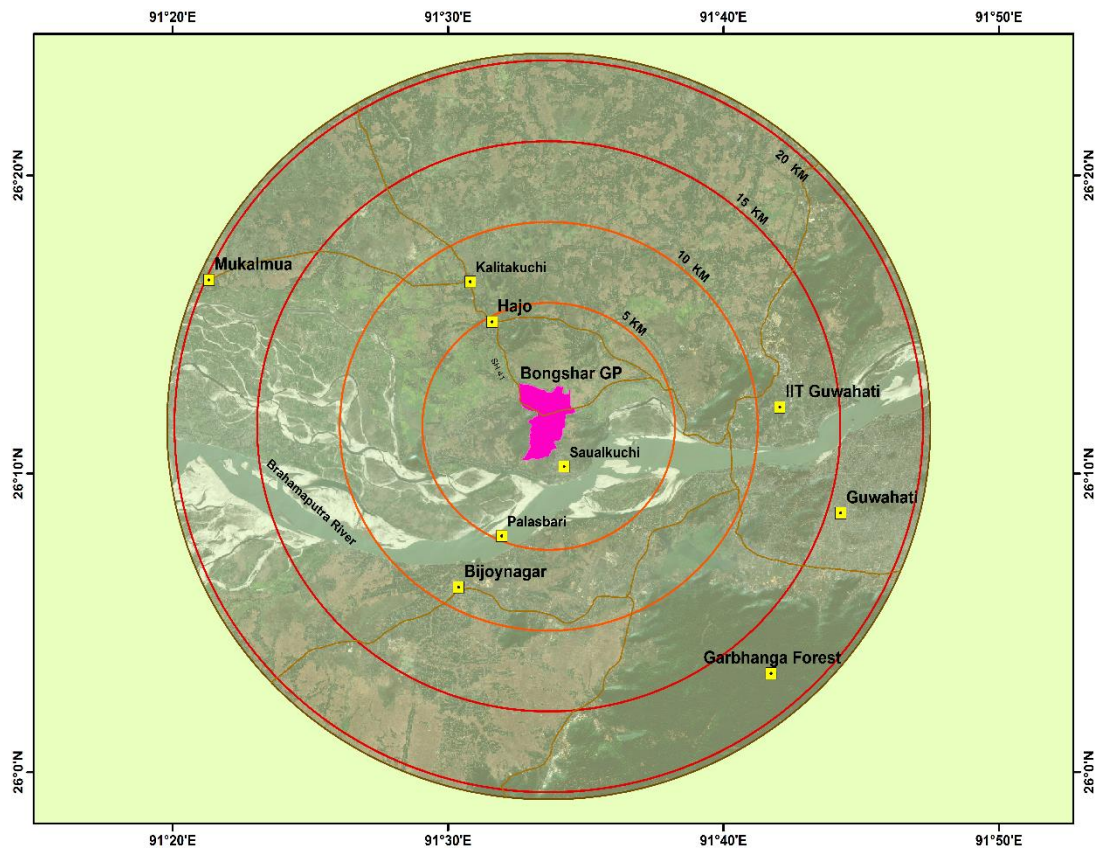 91°20'E
91°30'E
91°40'E
91°50'E
26°20'N
26°20'N
20 KM
15 KM
10 KM
Mukalmua
Kalitakuchi
Hajo
5 KM
SH 41
Bongshar GP
IIT Guwahati
Saualkuchi
26°10'N
26°10'N
Brahamaputra River
Guwahati
Palasbari
Bijoynagar
Garbhanga Forest
26°0'N
26°0'N
91°20'E
91°30'E
91°40'E
91°50'E